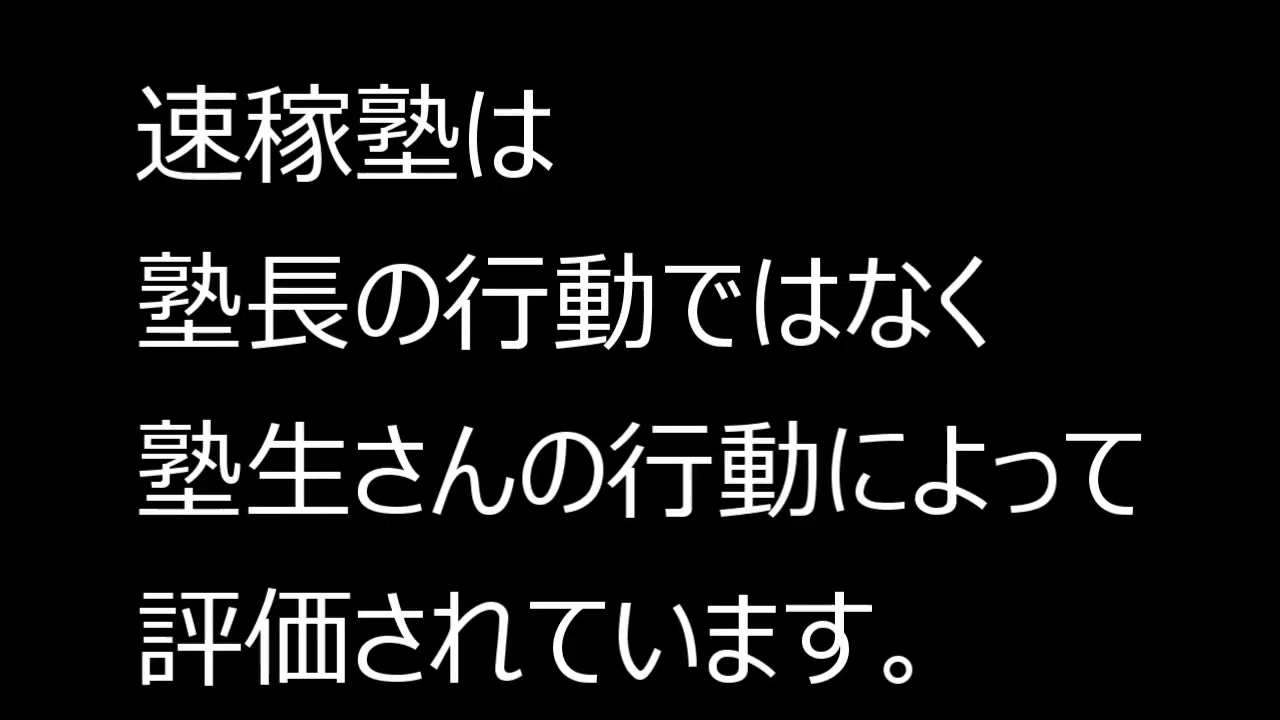 速稼塾は
塾長の行動ではなく
塾生さんの行動によって
評価されています。